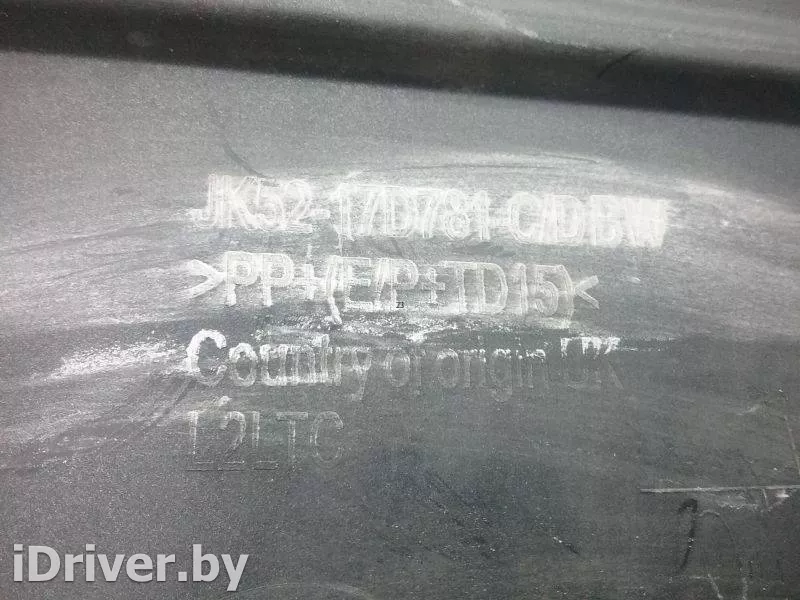 JK52-17D781-C/DBW
>PP+(E/P+TD15)<
Country of origin UK
L2LTC
iDriver.by